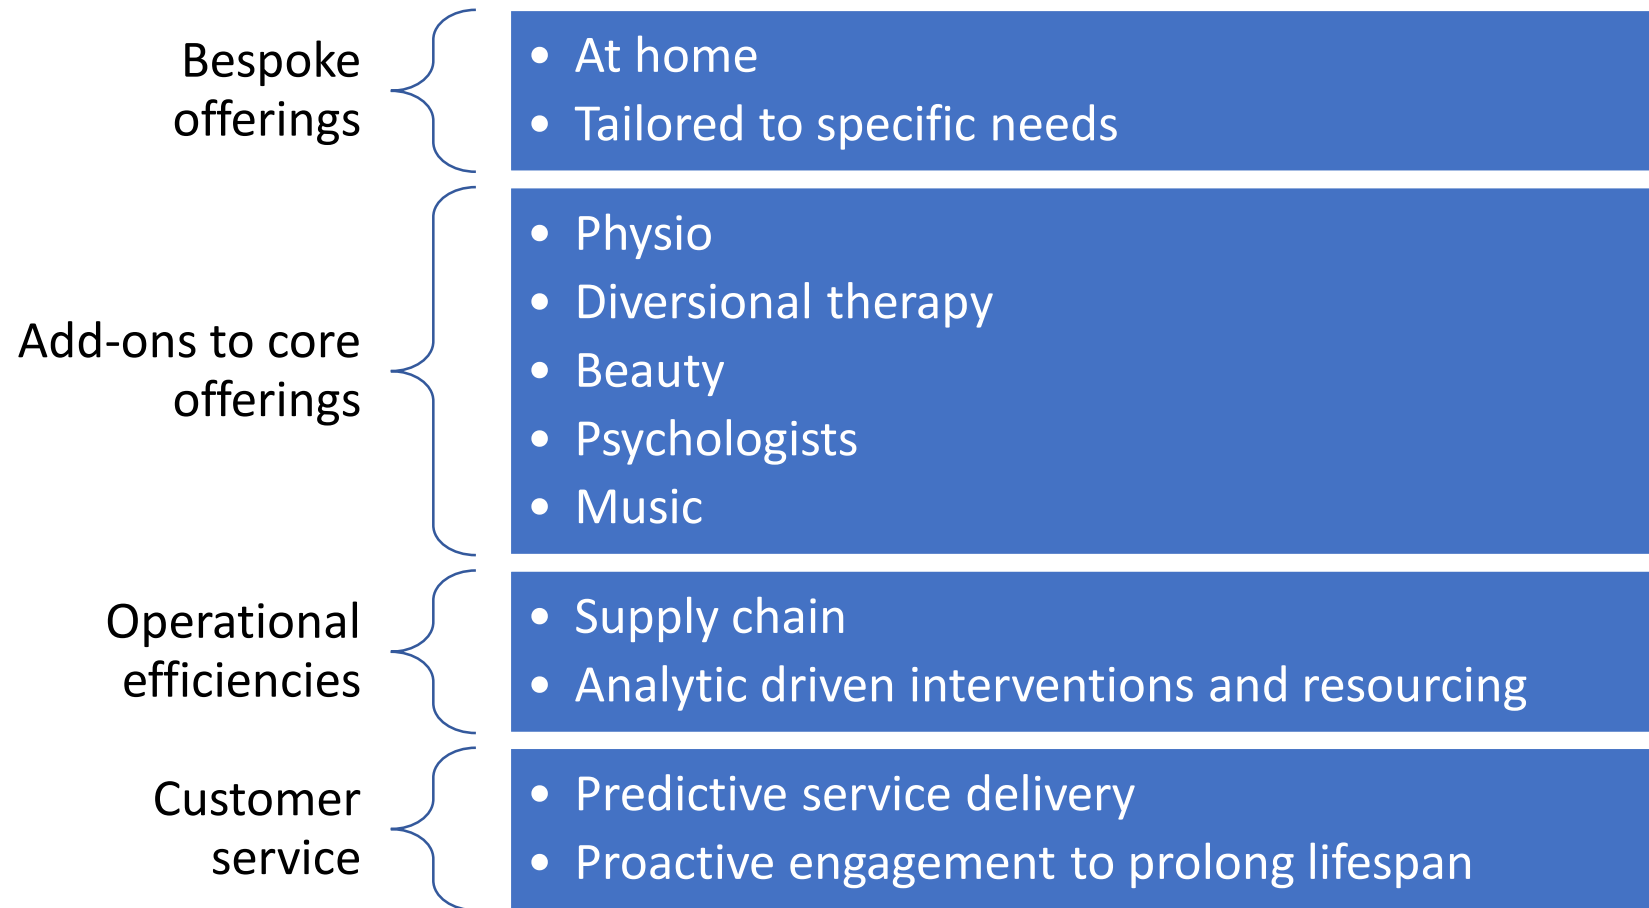 Bespoke
offerings
• At home
• Tailored to specific needs
Add-ons to core
offerings
• Physio
• Diversional therapy
• Beauty
• Psychologists
• Music
Operational
efficiencies
• Supply chain
• Analytic driven interventions and resourcing
Customer
service
• Predictive service delivery
• Proactive engagement to prolong lifespan